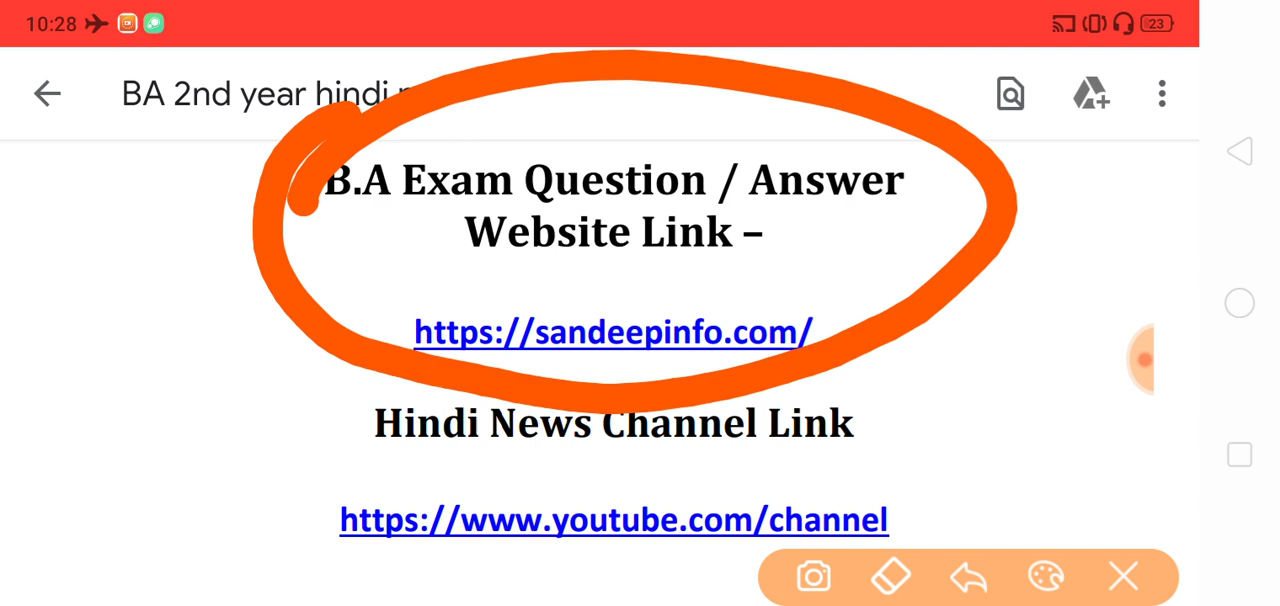 10:28
23
BA 2nd year hindi
B.A Exam Question / Answer
Website Link –
https://sandeepinfo.com/
Hindi News Channel Link
https://www.youtube.com/channel